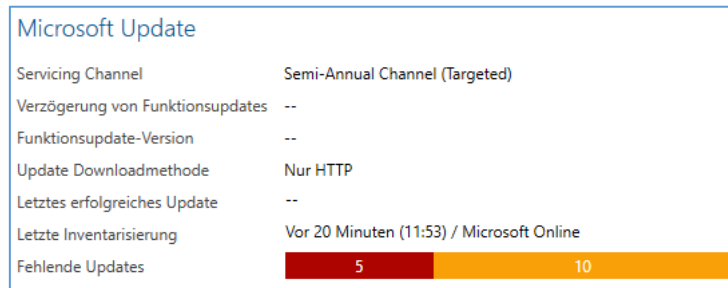 Microsoft Update
Servicing Channel Semi-Annual Channel (Targeted)
Verzögerung von Funktionsupdates --
Funktionsupdate-Version --
Update Downloadmethode Nur HTTP
Letztes erfolgreiches Update --
Letzte Inventarisierung Vor 20 Minuten (11:53) / Microsoft Online
Fehlende Updates 5 10